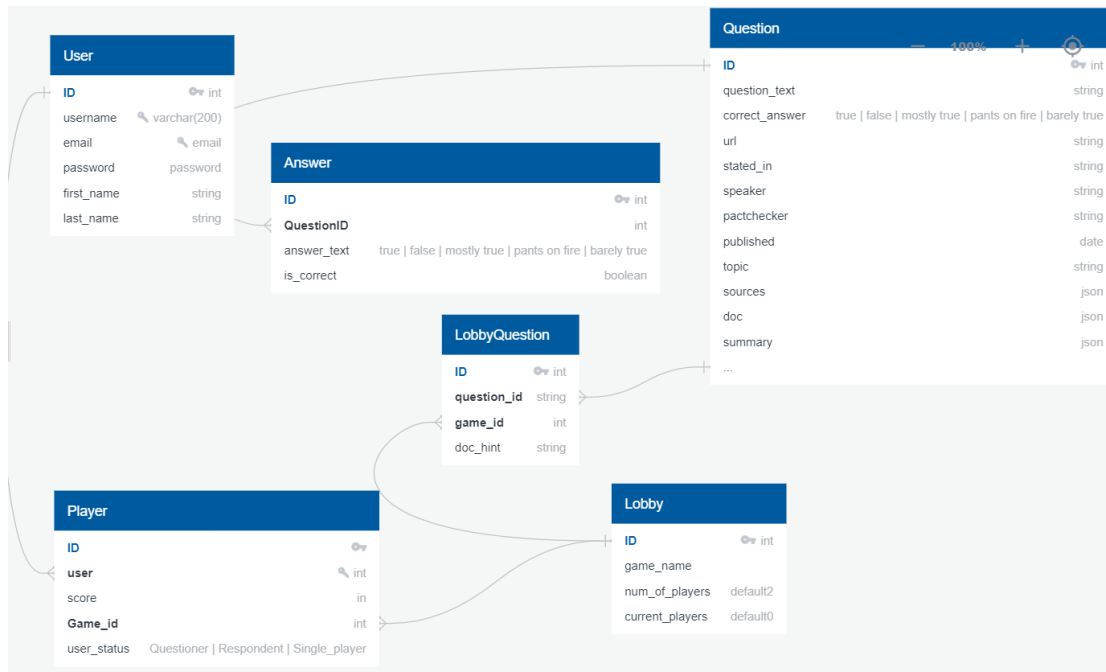 User
ID int
username varchar(200)
email email
password password
first_name string
last_name string
Answer
ID int
QuestionID int
answer_text true | false | mostly true | pants on fire | barely true
is_correct boolean
Question
100%
ID int
question_text string
correct_answer true | false | mostly true | pants on fire | barely true
url string
stated_in string
speaker string
pactchecker string
published date
topic string
sources json
doc json
summary json
...
LobbyQuestion
ID int
question_id string
game_id int
doc_hint string
Player
ID
user int
score in
Game_id int
user_status Questioner | Respondent | Single_player
Lobby
ID int
game_name
num_of_players default2
current_players default0